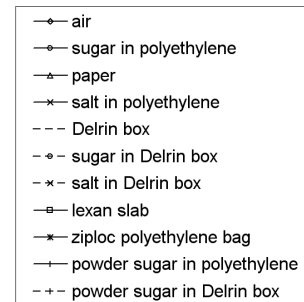 air
sugar in polyethylene
paper
salt in polyethylene
Delrin box
sugar in Delrin box
salt in Delrin box
lexan slab
ziploc polyethylene bag
powder sugar in polyethylene
powder sugar in Delrin box